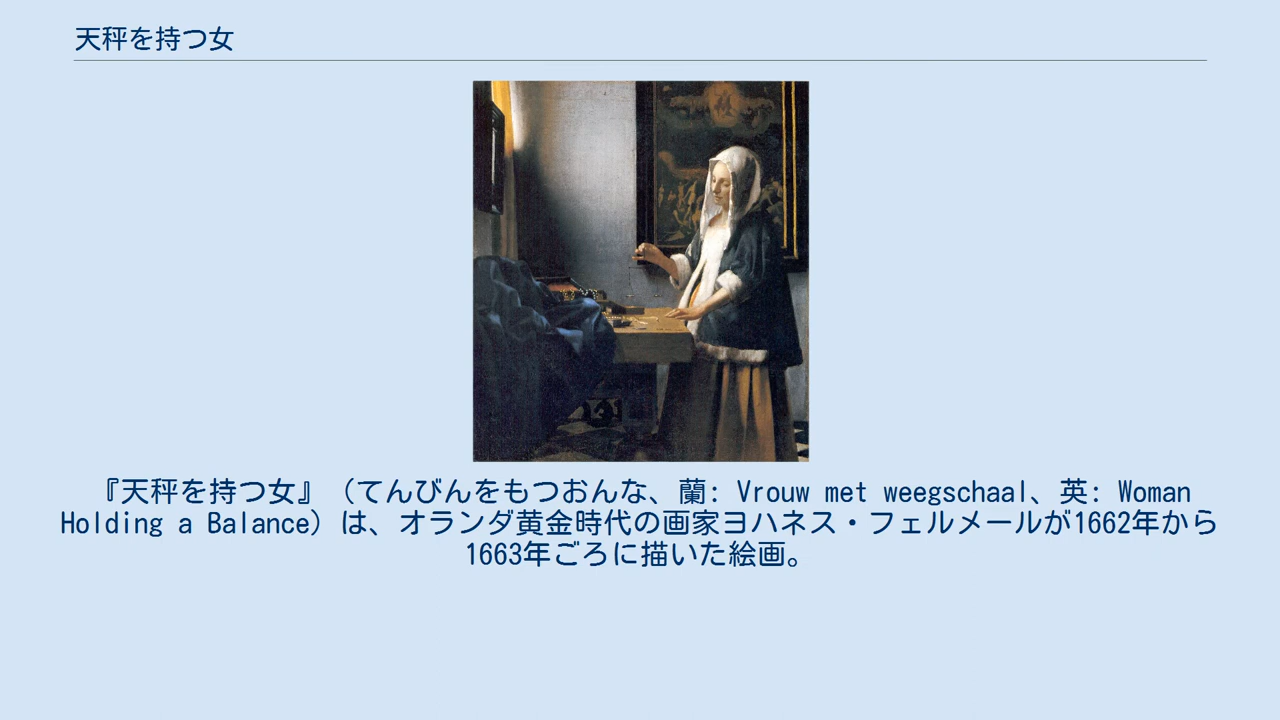 天秤を持つ女
『天秤を持つ女』（てんびんをもつおんな、蘭: Vrouw met weegschaal、英: Woman
Holding a Balance）は、オランダ黄金時代の画家ヨハネス・フェルメールが1662年から
1663年ごろに描いた絵画。